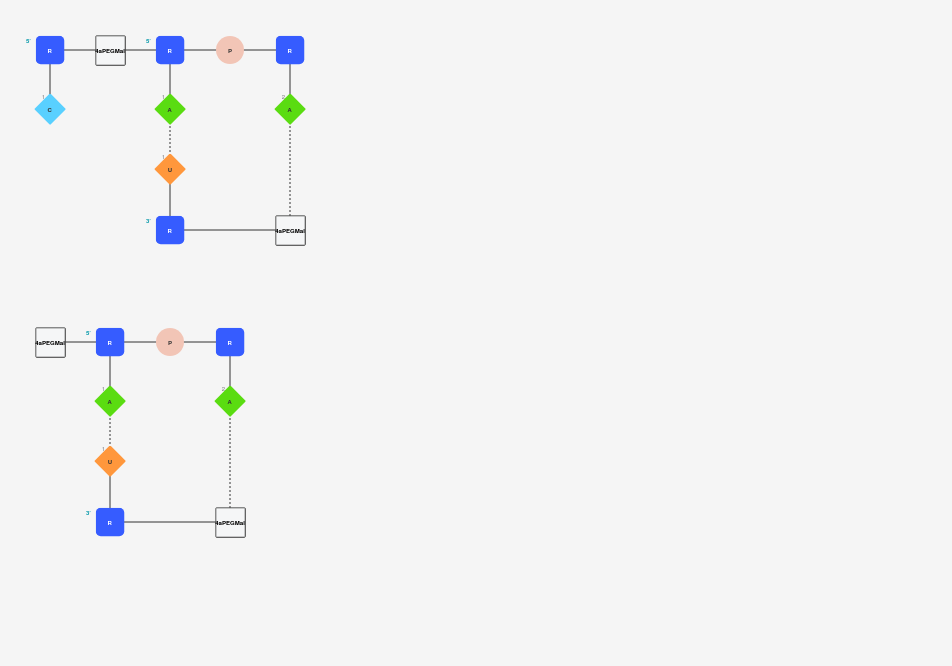 5' R 4aPEGMal 5' R P R
1 C 1 A 2 A
1 U
3' R 4aPEGMal
4aPEGMal 5' R P R
1 A 2 A
1 U
3' R 4aPEGMal